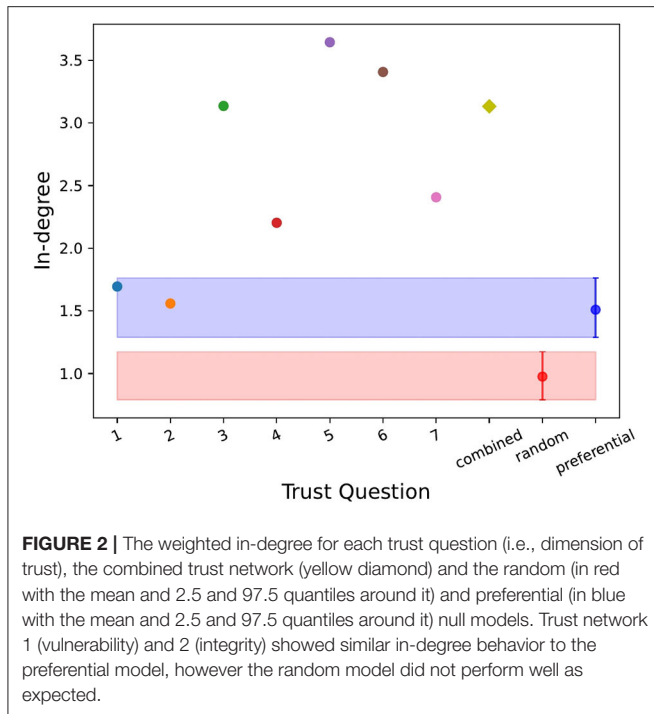 3.5
3.0
2.5
2.0
1.5
1.0
In-degree
1 2 3 4 5 6 7 combined random preferential
Trust Question
FIGURE 2 | The weighted in-degree for each trust question (i.e., dimension of
trust), the combined trust network (yellow diamond) and the random (in red
with the mean and 2.5 and 97.5 quantiles around it) and preferential (in blue
with the mean and 2.5 and 97.5 quantiles around it) null models. Trust network
1 (vulnerability) and 2 (integrity) showed similar in-degree behavior to the
preferential model, however the random model did not perform well as
expected.